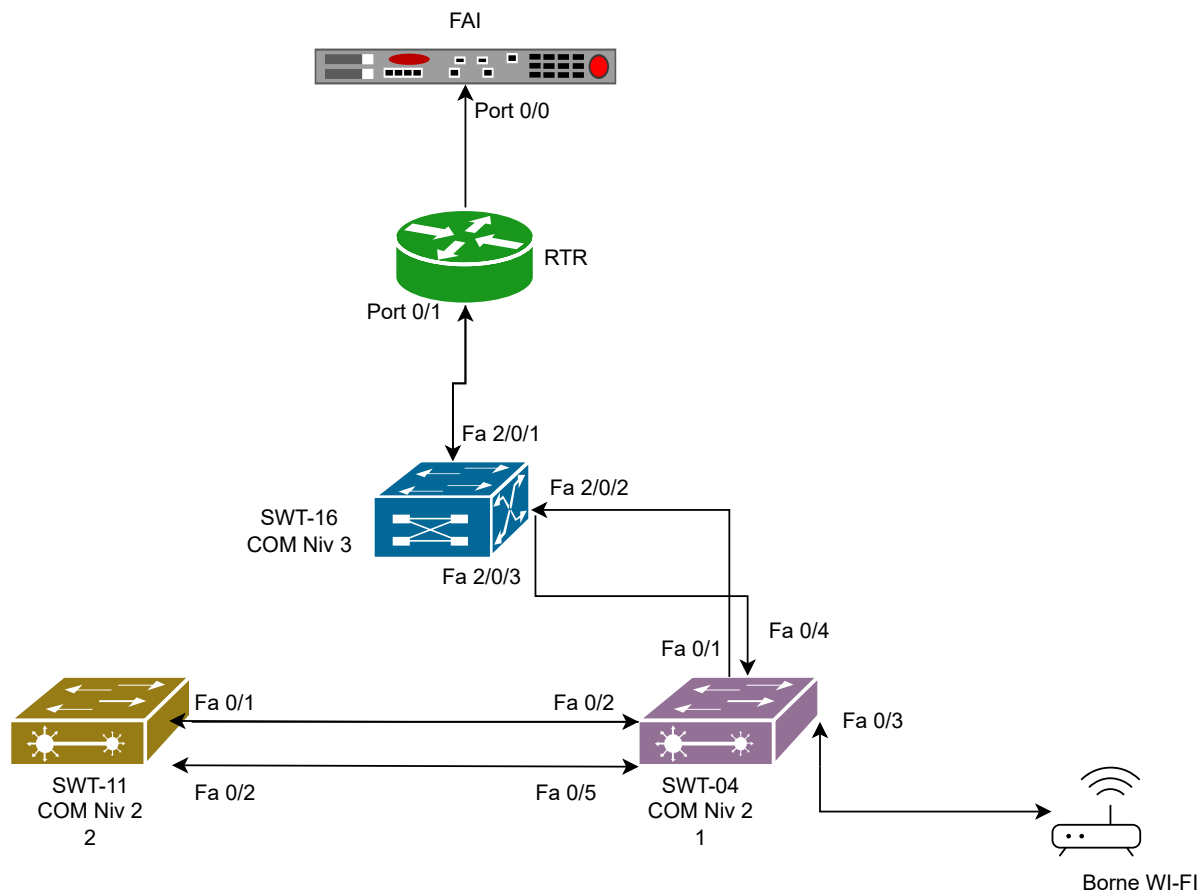 FAI
Port 0/0
RTR
Port 0/1
Fa 2/0/1
Fa 2/0/2
SWT-16
COM Niv 3
Fa 2/0/3
Fa 0/4
Fa 0/1
Fa 0/1
Fa 0/2
Fa 0/3
Fa 0/2
Fa 0/5
SWT-11
COM Niv 2
2
SWT-04
COM Niv 2
1
Borne WI-FI